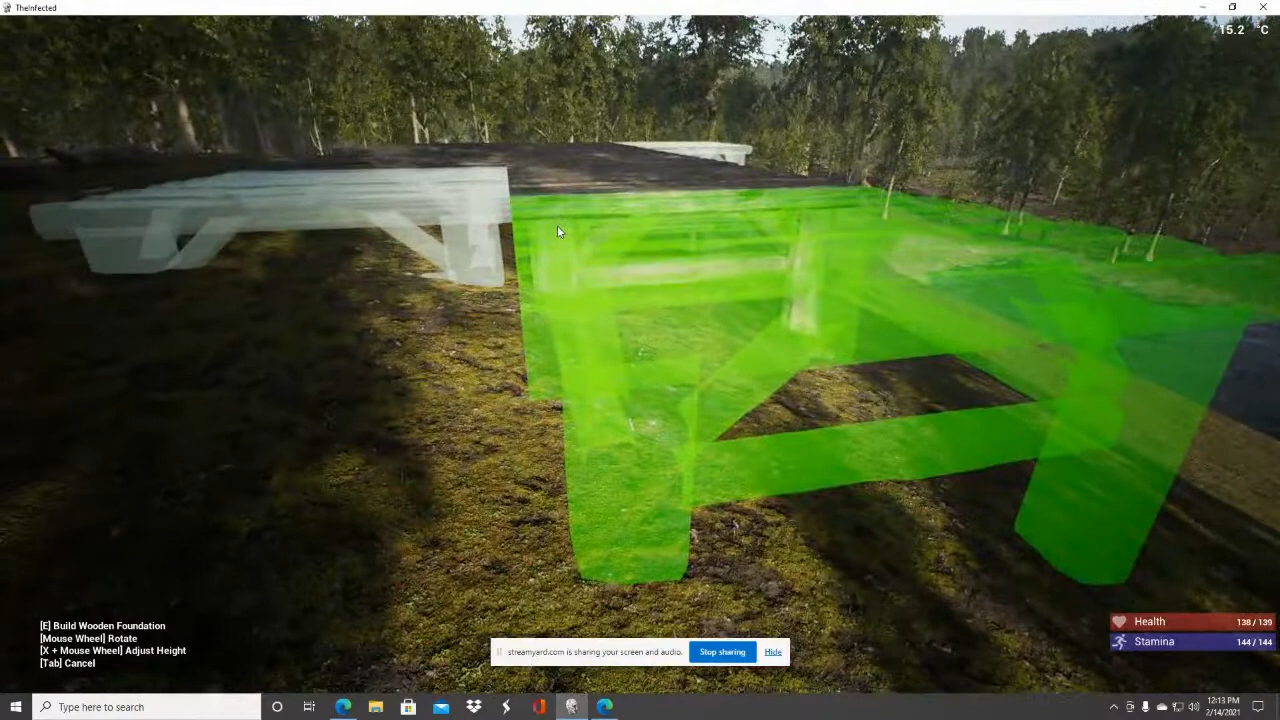 TheInfected
15.2 °C
[E] Build Wooden Foundation
[Mouse Wheel] Rotate
[X + Mouse Wheel] Adjust Height
[Tab] Cancel
Health 138 / 139
Stamina 144 / 144
streamyard.com is sharing your screen and audio. Stop sharing Hide
Type here to search
12:13 PM
2/14/2021